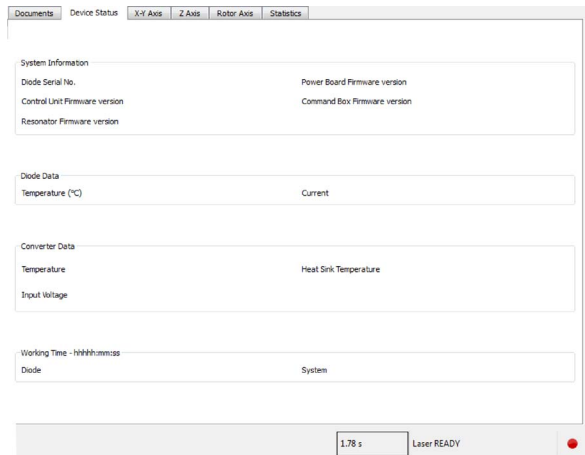 Documents Device Status X-Y Axis Z Axis Rotor Axis Statistics
System Information
Diode Serial No. Power Board Firmware version
Control Unit Firmware version Command Box Firmware version
Resonator Firmware version
Diode Data
Temperature (°C) Current
Converter Data
Temperature Heat Sink Temperature
Input Voltage
Working Time - hhhhh:mm:ss
Diode System
1.78 s Laser READY